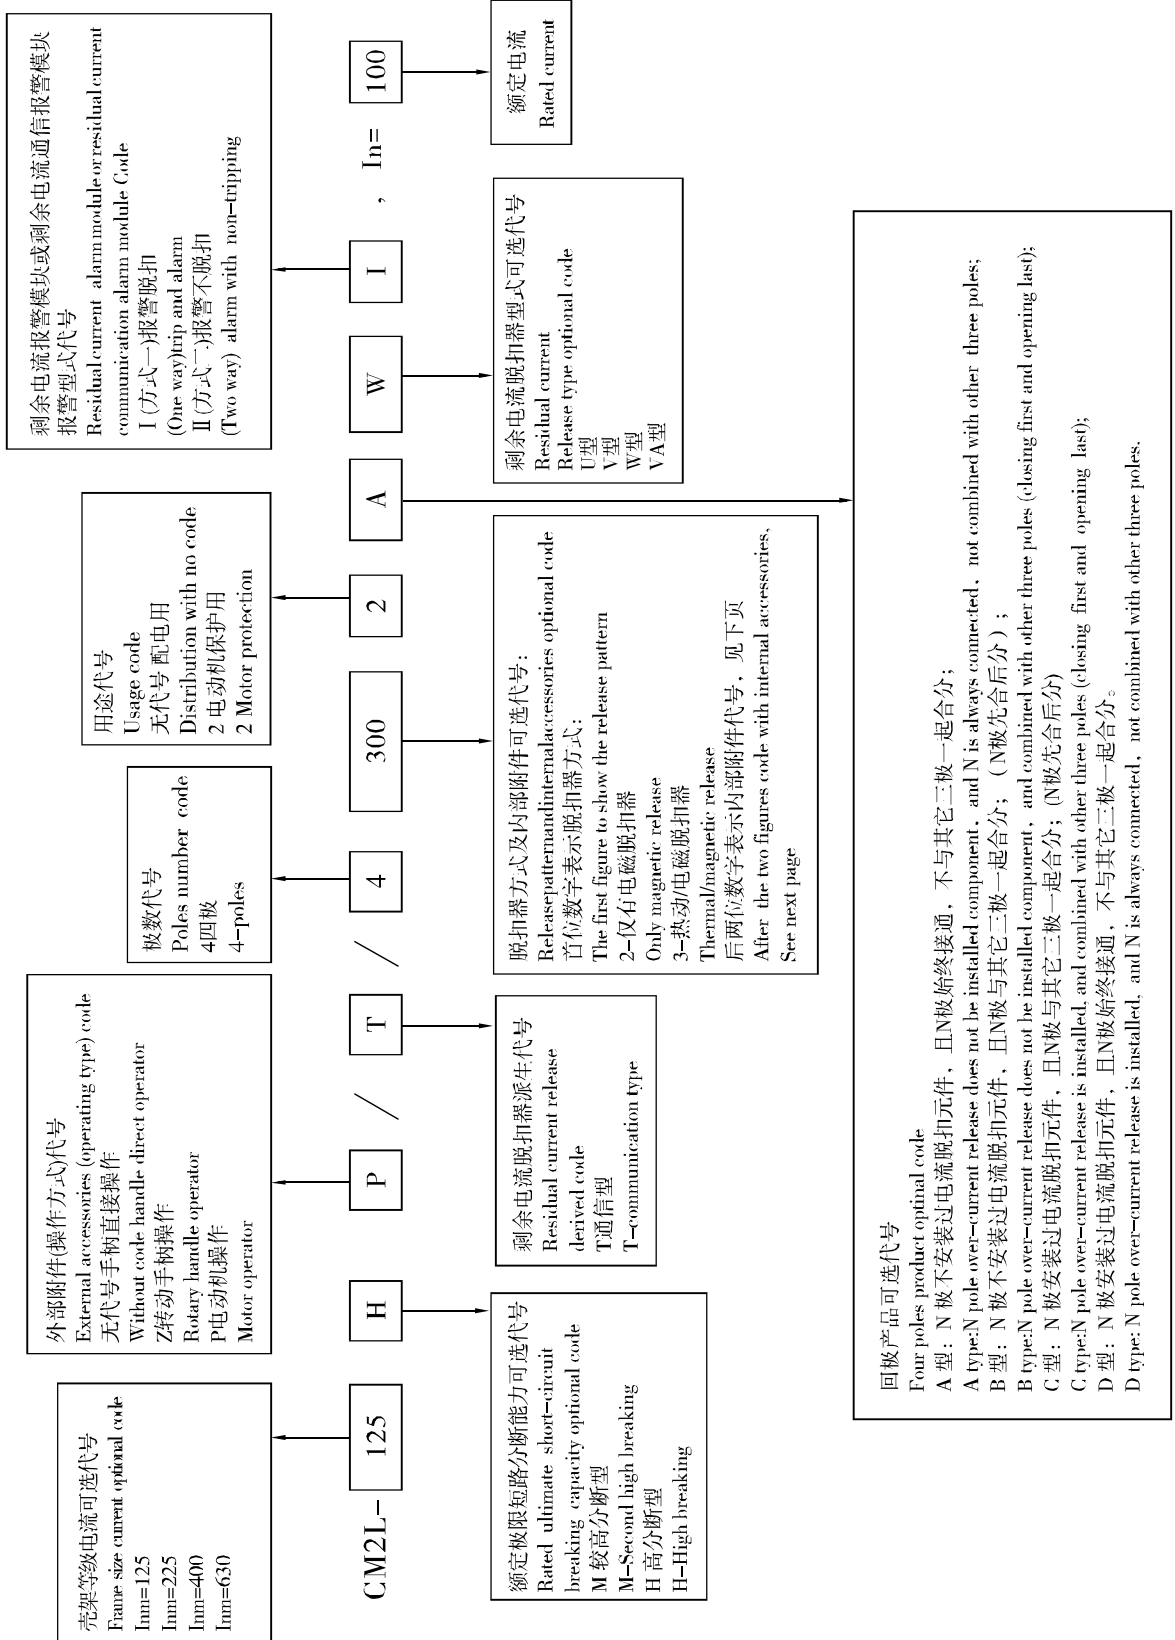 壳架等级电流可选代号
Frame size current optional code
Inm=125
Inm=225
Inm=400
Inm=630
外部附件(操作方式)代号
External accessories (operating type) code
无代号手柄直接操作
Without code handle direct operator
Z转动手柄操作
Rotary handle operator
P电动机操作
Motor operator
极数代号
Poles number code
4四极
4-poles
用途代号
Usage code
无代号 配电用
Distribution with no code
2 电动机保护用
2 Motor protection
剩余电流报警模块或剩余电流通信报警模块
报警型式代号
Residual current alarm module or residual current
communication alarm module Code
I (方式一)报警脱扣
(One way)trip and alarm
II (方式二)报警不脱扣
(Two way) alarm with non-tripping
CM2L- 125 H P / T / 4 300 2 A W I , In= 100
额定极限短路分断能力可选代号
Rated ultimate short-circuit
breaking capacity optional code
M 较高分断型
M-Second high breaking
H 高分断型
H-High breaking
剩余电流脱扣器派生代号
Residual current release
derived code
T通信型
T-communication type
脱扣器方式及内部附件可选代号:
Releasepatternandinternalaccessories optional code
首位数字表示脱扣器方式:
The first figure to show the release pattern
2-仅有电磁脱扣器
Only magnetic release
3-热动/电磁脱扣器
Thermal/magnetic release
后两位数字表示内部附件代号，见下页
After the two figures code with internal accessories,
See next page
剩余电流脱扣器型式可选代号
Residual current
Release type optional code
U型
V型
W型
VA型
额定电流
Rated current
回极产品可选代号
Four poles product optinal code
A 型: N 极不安装过电流脱扣元件，且N极始终接通，不与其它三极一起合分;
A type:N pole over-current release does not be installed component, and N is always connected, not combined with other three poles;
B 型: N 极不安装过电流脱扣元件，且N极与其它三极一起合分; (N极先合后分);
B type:N pole over-current release does not be installed component, and combined with other three poles (closing first and opening last);
C 型: N 极安装过电流脱扣元件，且N极与其它三极一起合分; (N极先合后分)
C type:N pole over-current release is installed, and combined with other three poles (closing first and opening last);
D 型: N 极安装过电流脱扣元件，且N极始终接通，不与其它三极一起合分。
D type: N pole over-current release is installed, and N is always connected, not combined with other three poles.